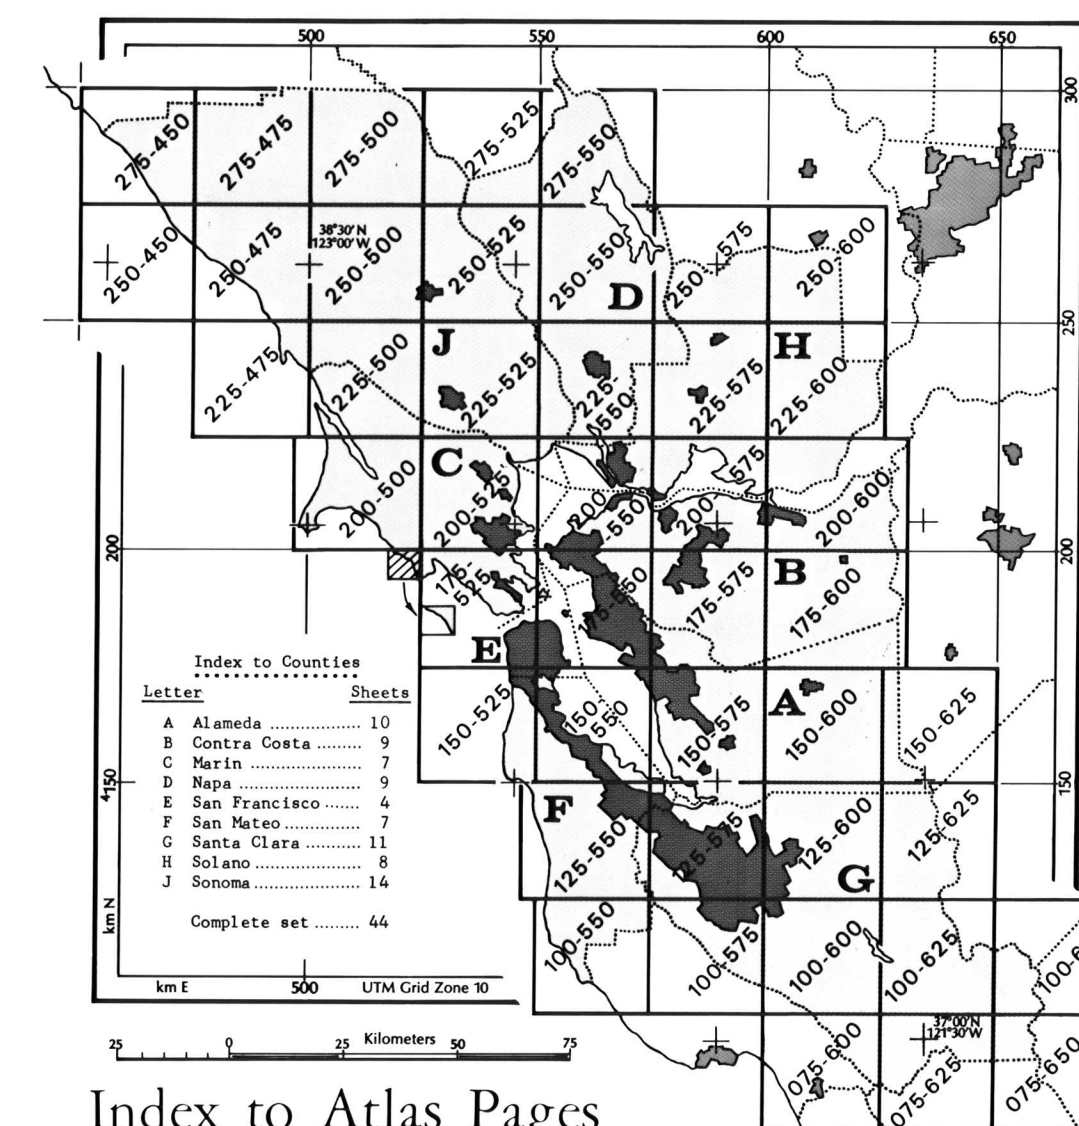 500 550 600 650
300
275-450 275-475 275-500 275-525 275-550
38°30'N
123°00'W
250-450 250-475 250-500 250-525 250-550 250-575 250-600
D
250
J H
225-475 225-500 225-525 225-
550 225-575 225-600
C
200-500 200-525 200
-550 200
575 200-600
200 200
B
175-
525 175-550 175-575 175-600
E
Index to Counties
Letter Sheets
A Alameda .................. 10
B Contra Costa ......... 9
C Marin .................... 7
D Napa ...................... 9
E San Francisco ...... 4
F San Mateo ............... 7
G Santa Clara ............ 11
H Solano .................... 8
J Sonoma .................... 14
Complete set ......... 44
150-525 150-
550 150-575 150-600 150-625
A
4150 150
F
125-550 125-575 125-600 125-625
G
km N
100-550 100-575 100-600 100-625 100-6
km E 500 UTM Grid Zone 10
37°00'N
121°30'W
Kilometers
25 0 25 50 75
075-600 075-625 075-650
Index to Atlas Pages